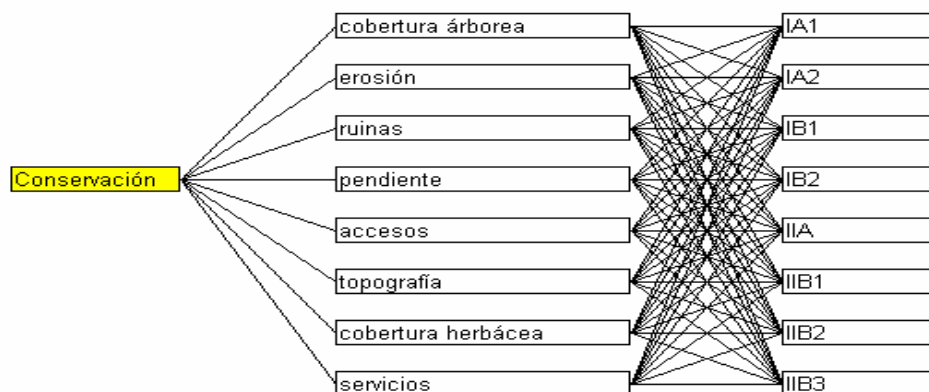 cobertura árborea
erosión
ruinas
Conservación
pendiente
accesos
topografía
cobertura herbácea
servicios
IA1
IA2
IB1
IB2
IIA
IIB1
IIB2
IIB3